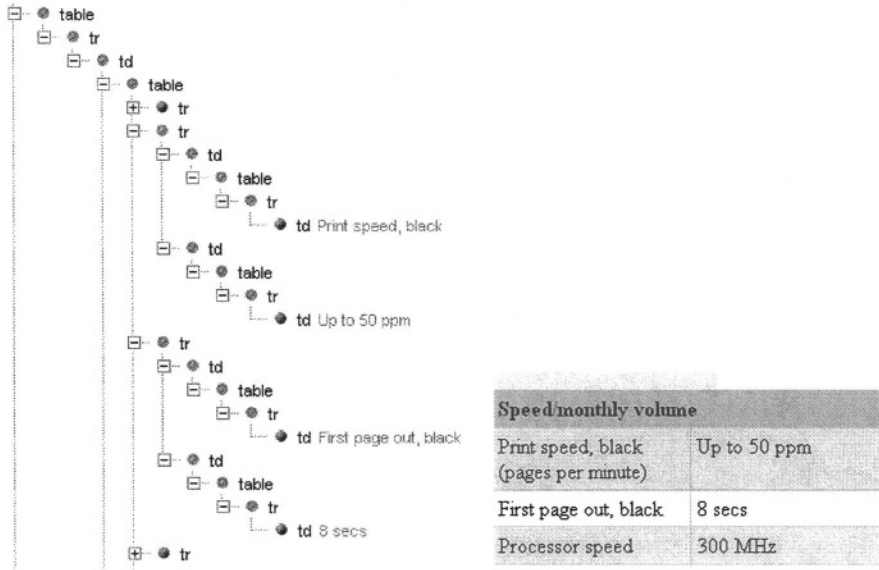 table
tr
td
table
tr
tr
td
table
tr
td Print speed, black
td
table
tr
td Up to 50 ppm
tr
td
table
tr
td First page out, black
td
table
tr
td 8 secs
tr
Speed/monthly volume
Print speed, black Up to 50 ppm
(pages per minute)
First page out, black 8 secs
Processor speed 300 MHz